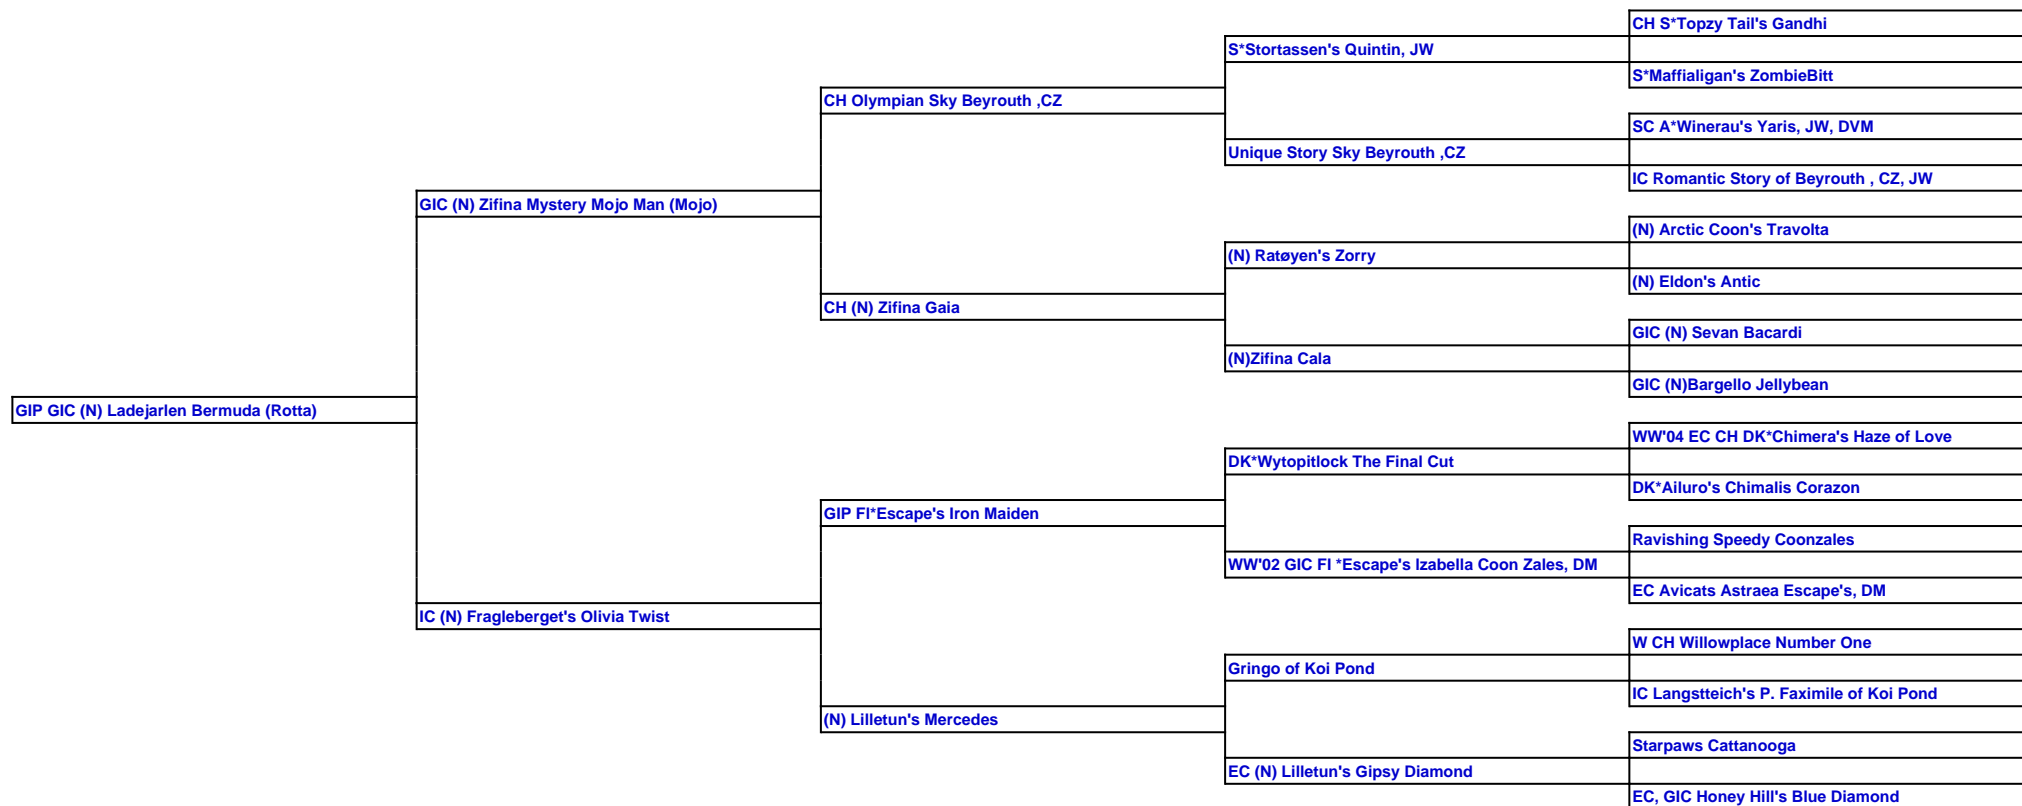 CH S*Topzy Tail's Gandhi
S*Stortassen's Quintin, JW
S*Maffialigan's ZombieBitt
CH Olympian Sky Beyrouth ,CZ
SC A*Winerau's Yaris, JW, DVM
Unique Story Sky Beyrouth ,CZ
IC Romantic Story of Beyrouth , CZ, JW
GIC (N) Zifina Mystery Mojo Man (Mojo)
(N) Arctic Coon's Travolta
(N) Ratøyen's Zorry
(N) Eldon's Antic
CH (N) Zifina Gaia
GIC (N) Sevan Bacardi
(N)Zifina Cala
GIC (N)Bargello Jellybean
GIP GIC (N) Ladejarlen Bermuda (Rotta)
WW'04 EC CH DK*Chimera's Haze of Love
DK*Wytopitlock The Final Cut
DK*Ailuro's Chimalis Corazon
GIP FI*Escape's Iron Maiden
Ravishing Speedy Coonzales
WW'02 GIC FI *Escape's Izabella Coon Zales, DM
EC Avicats Astraea Escape's, DM
IC (N) Fragleberget's Olivia Twist
W CH Willowplace Number One
Gringo of Koi Pond
IC Langstteich's P. Faximile of Koi Pond
(N) Lilletun's Mercedes
Starpaws Cattanooga
EC (N) Lilletun's Gipsy Diamond
EC, GIC Honey Hill's Blue Diamond